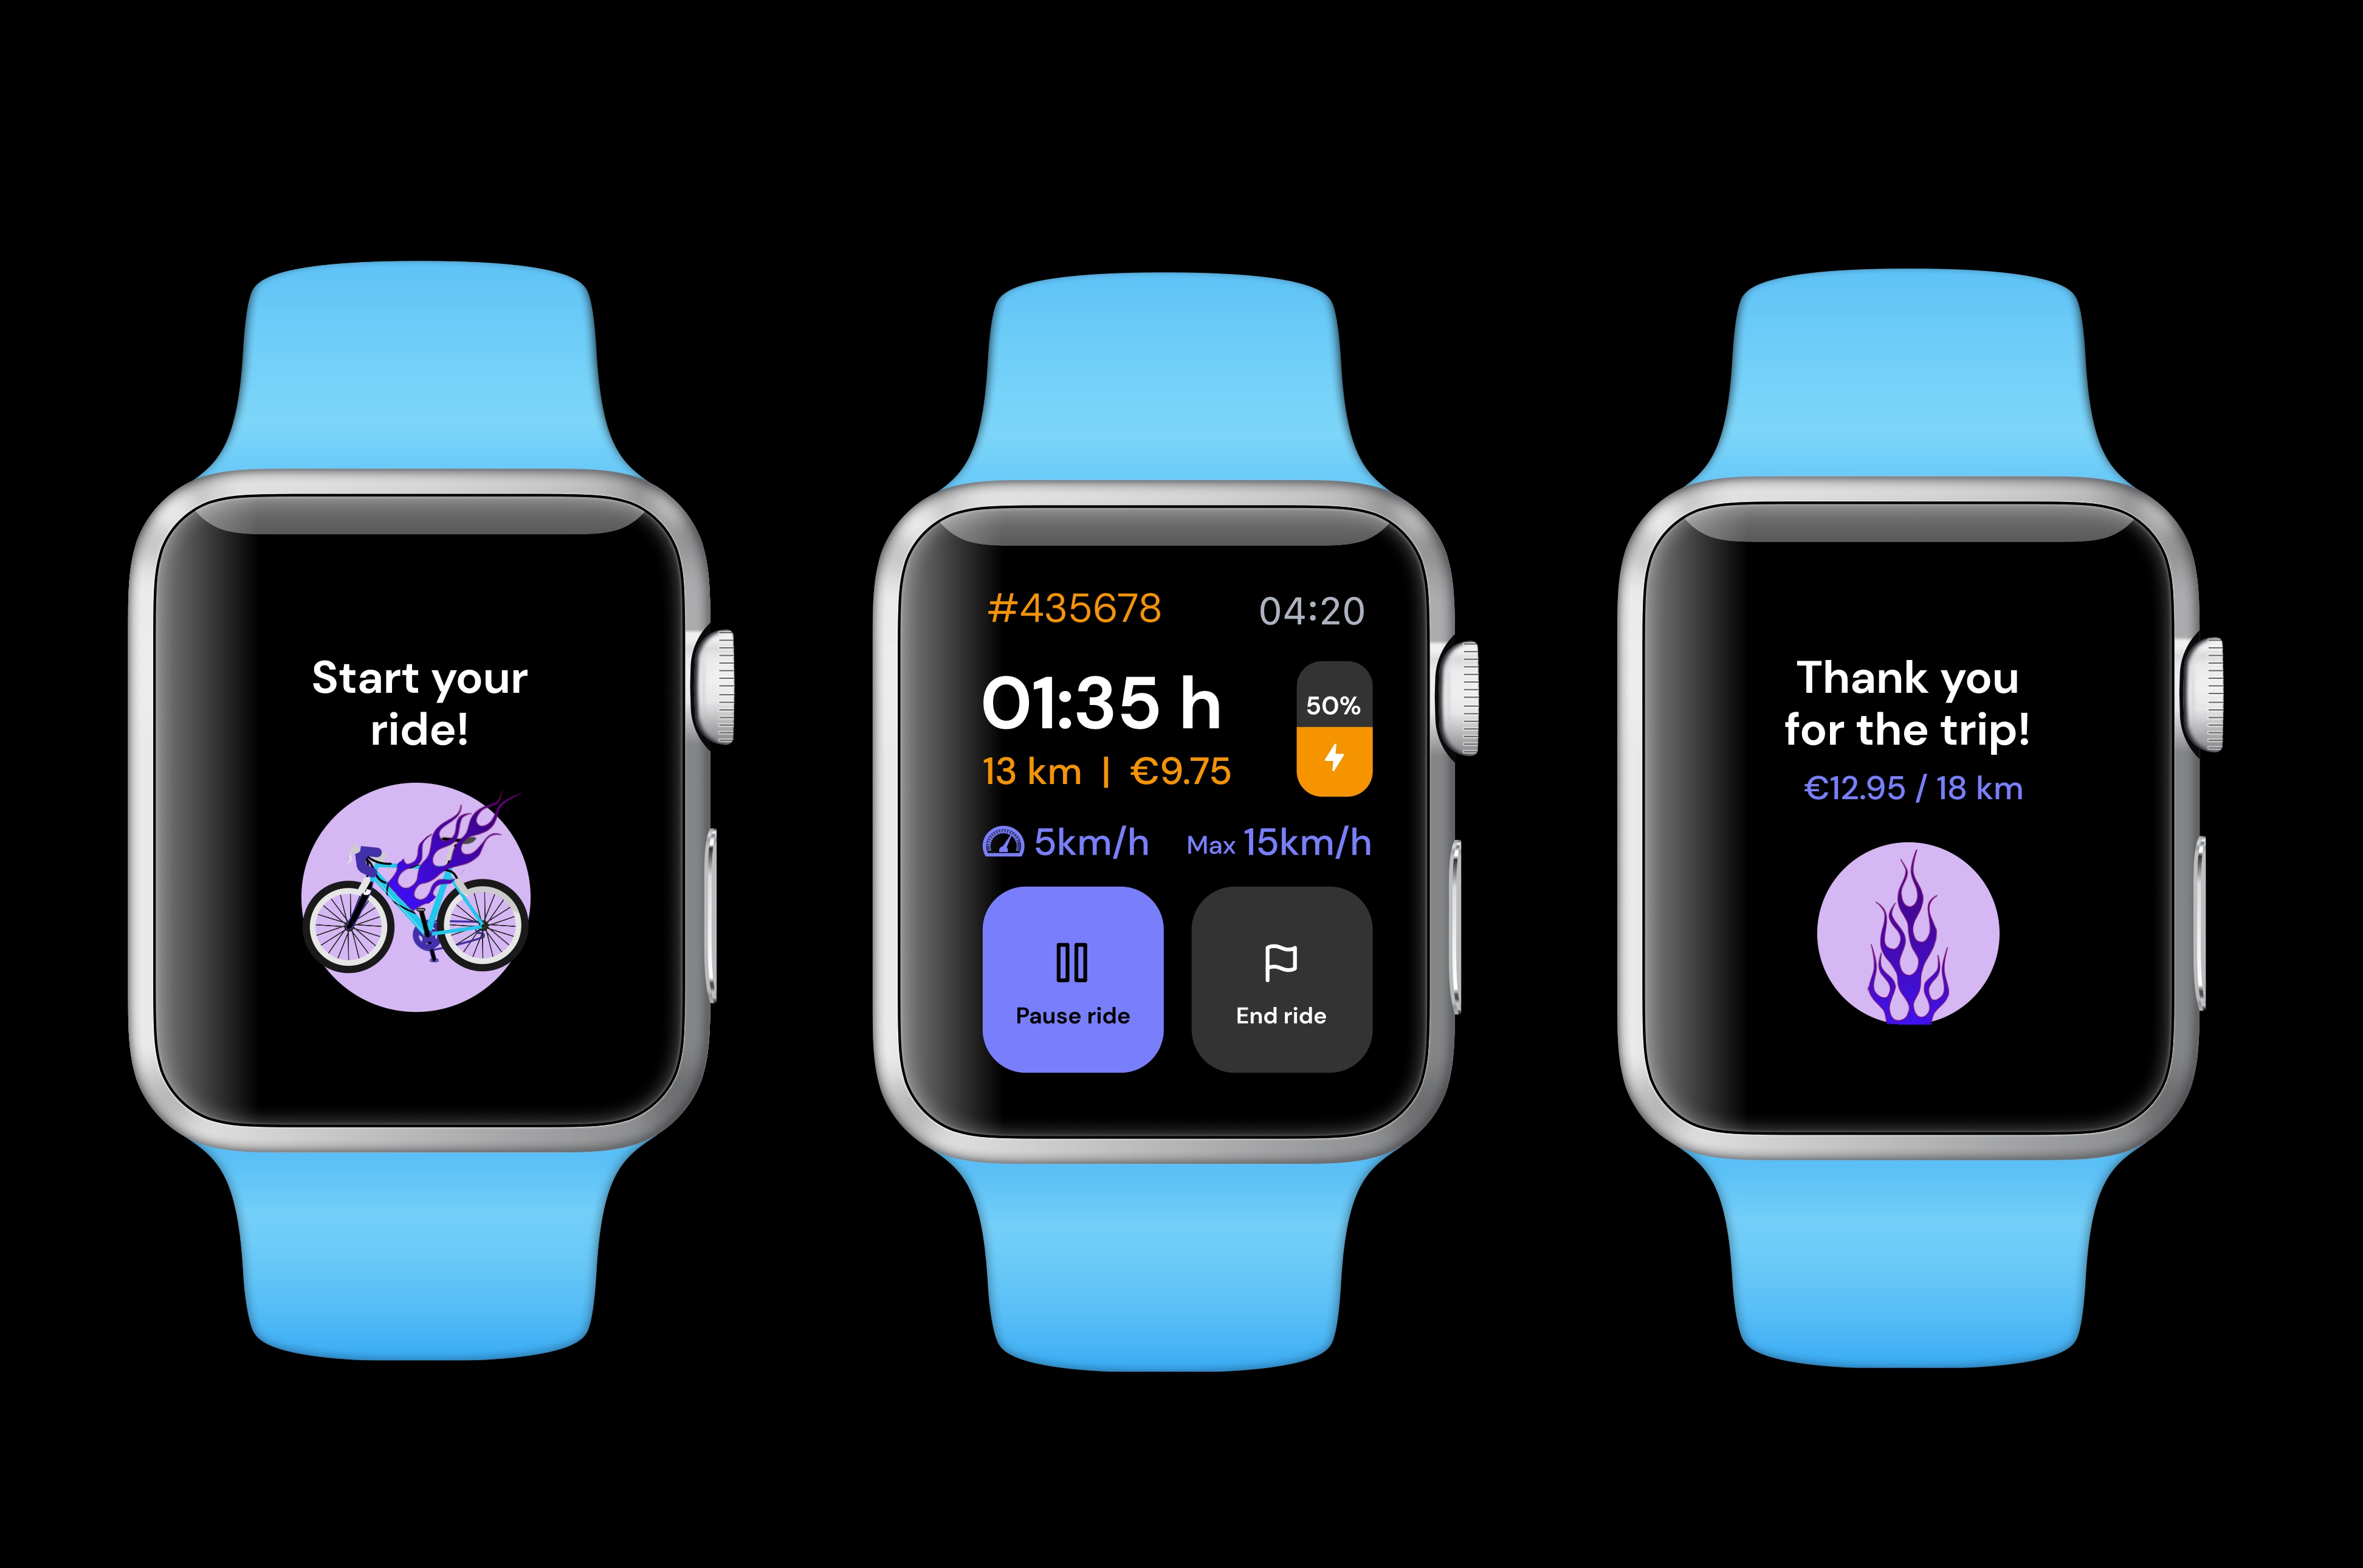 Start your
ride!
#435678
04:20
01:35 h
50%
13 km | €9.75
5km/h
Max 15km/h
Pause ride
End ride
Thank you
for the trip!
€12.95 / 18 km